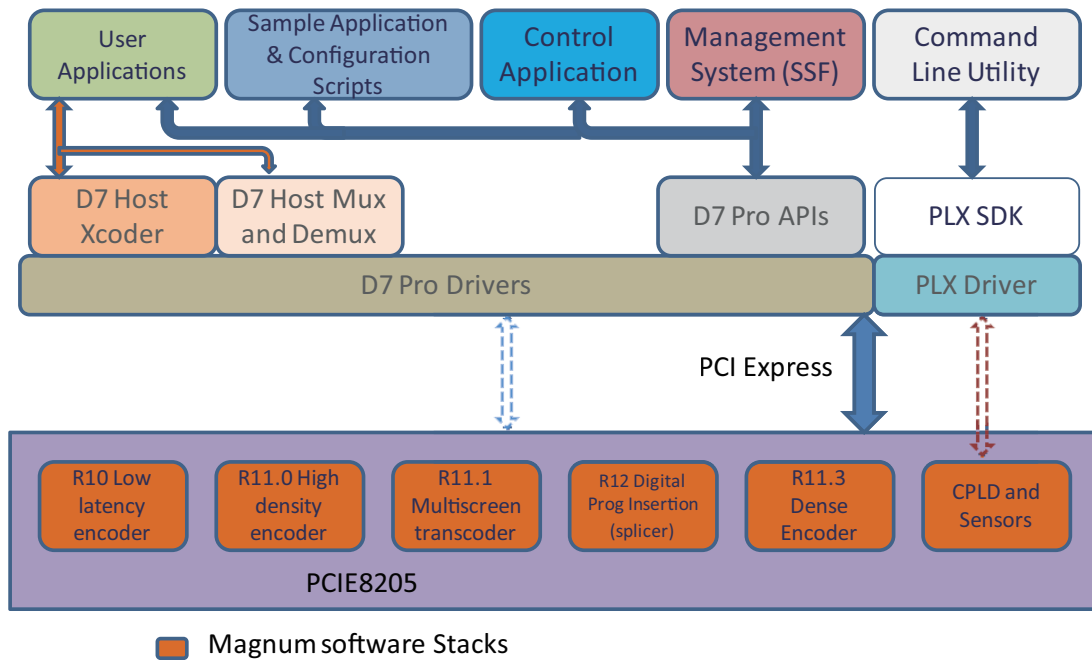 User
Applications
Sample Application
& Configuration
Scripts
Control
Application
Management
System (SSF)
Command
Line Utility
D7 Host
Xcoder
D7 Host Mux
and Demux
D7 Pro APIs
PLX SDK
D7 Pro Drivers
PLX Driver
PCI Express
R10 Low
latency
encoder
R11.0 High
density
encoder
R11.1
Multiscreen
transcoder
R12 Digital
Prog Insertion
(splicer)
R11.3
Dense
Encoder
CPLD and
Sensors
PCIE8205
Magnum software Stacks